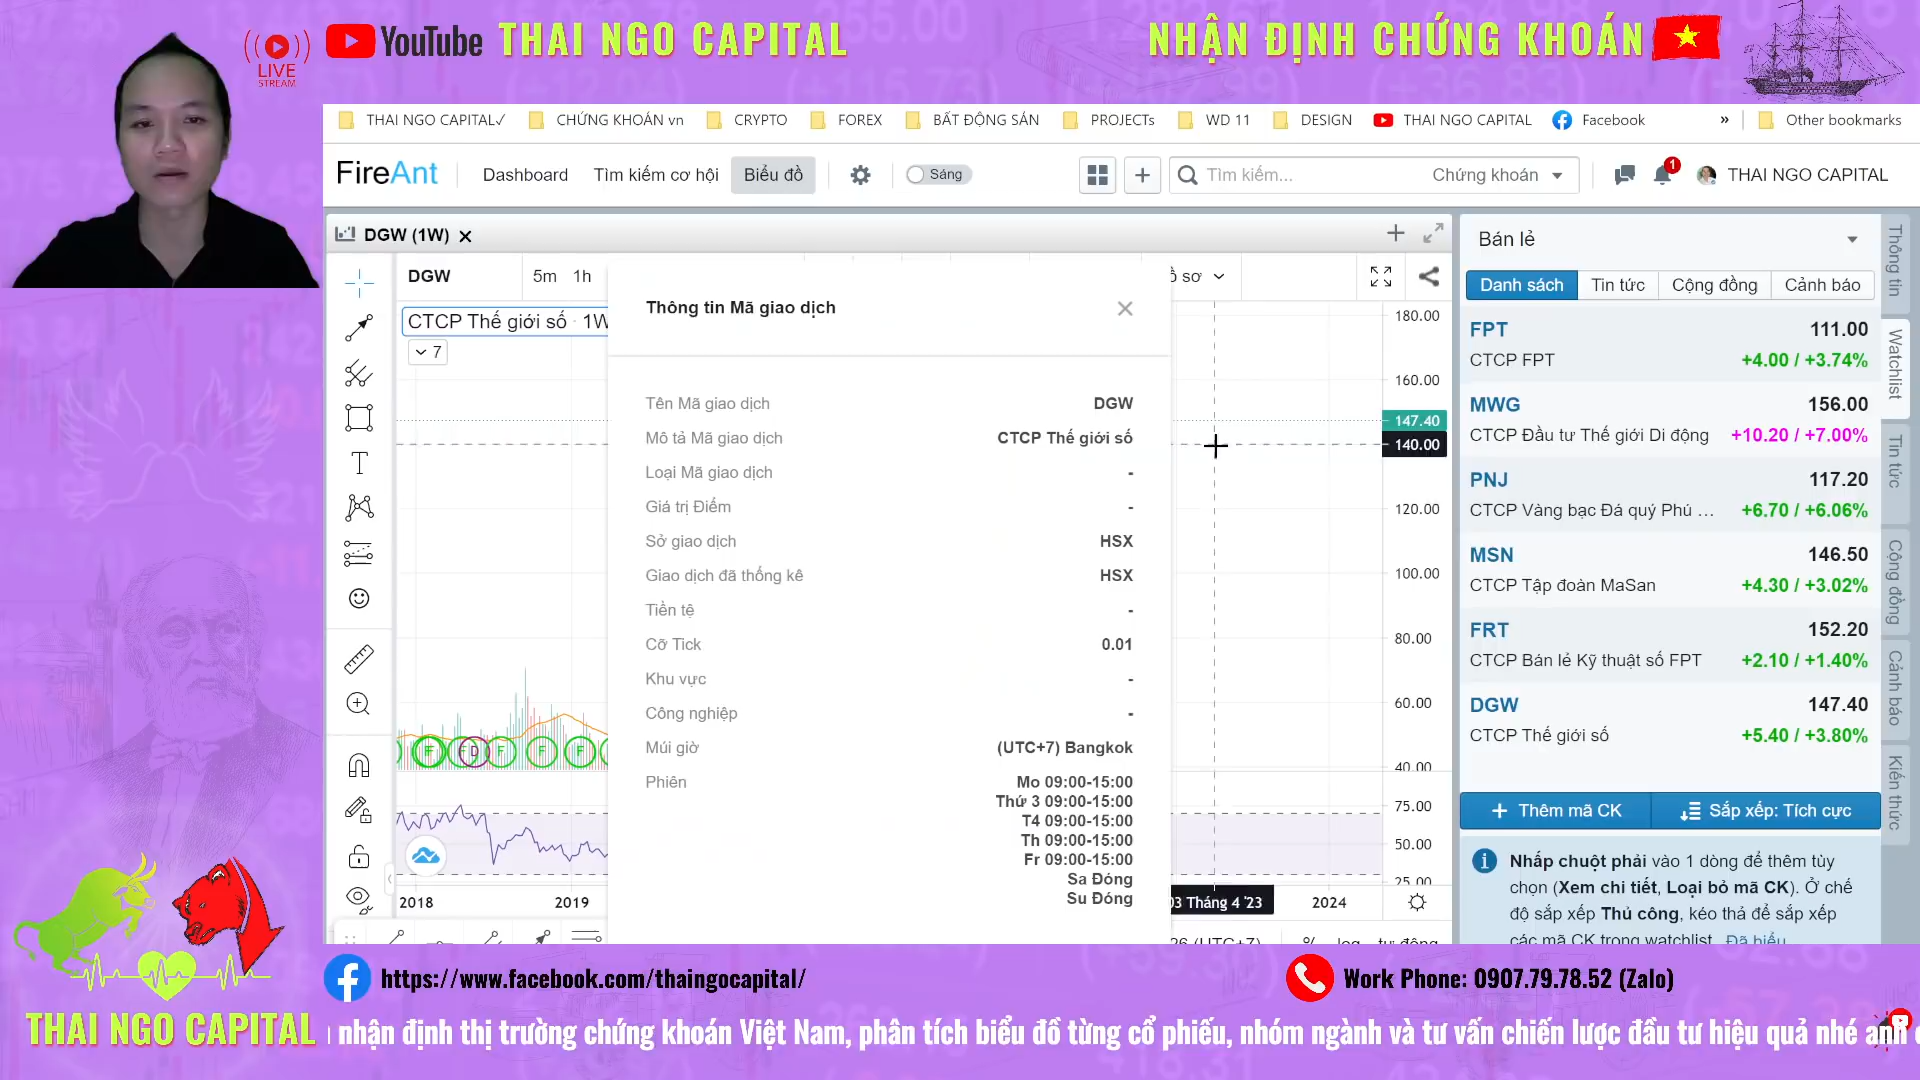 LIVE
STREAM
YouTube THAI NGO CAPITAL
NHẬN ĐỊNH CHỨNG KHOÁN
THAI NGO CAPITAL✓ CHỨNG KHOÁN vn CRYPTO FOREX BẤT ĐỘNG SẢN PROJECTs WD 11 DESIGN THAI NGO CAPITAL Facebook » Other bookmarks
FireAnt Dashboard Tìm kiếm cơ hội Biểu đồ Sáng Tìm kiếm... Chứng khoán 1 THAI NGO CAPITAL
DGW (1W)
DGW 5m 1h ồ sơ
CTCP Thế giới số · 1W
7
Thông tin Mã giao dịch
Tên Mã giao dịch DGW
Mô tả Mã giao dịch CTCP Thế giới số
Loại Mã giao dịch -
Giá trị Điểm -
Sở giao dịch HSX
Giao dịch đã thống kê HSX
Tiền tệ -
Cỡ Tick 0.01
Khu vực -
Công nghiệp -
Múi giờ (UTC+7) Bangkok
Phiên Mo 09:00-15:00
Thứ 3 09:00-15:00
T4 09:00-15:00
Th 09:00-15:00
Fr 09:00-15:00
Sa Đóng
Su Đóng
180.00
160.00
147.40
140.00
120.00
100.00
80.00
60.00
40.00
75.00
50.00
25.00
F F D F F F
2018 2019 03 Tháng 4 '23 2024
(UTC+7) % log tự động
Bán lẻ
Danh sách Tin tức Cộng đồng Cảnh báo
FPT 111.00
CTCP FPT +4.00 / +3.74%
MWG 156.00
CTCP Đầu tư Thế giới Di động +10.20 / +7.00%
PNJ 117.20
CTCP Vàng bạc Đá quý Phú ... +6.70 / +6.06%
MSN 146.50
CTCP Tập đoàn MaSan +4.30 / +3.02%
FRT 152.20
CTCP Bán lẻ Kỹ thuật số FPT +2.10 / +1.40%
DGW 147.40
CTCP Thế giới số +5.40 / +3.80%
Thêm mã CK Sắp xếp: Tích cực
Nhấp chuột phải vào 1 dòng để thêm tùy
chọn (Xem chi tiết, Loại bỏ mã CK). Ở chế
độ sắp xếp Thủ công, kéo thả để sắp xếp
các mã CK trong watchlist. Đã hiểu
Thông tin
Watchlist
Tin tức
Cộng đồng
Cảnh báo
Kiến thức
https://www.facebook.com/thaingocapital/
Work Phone: 0907.79.78.52 (Zalo)
THAI NGO CAPITAL
nhận định thị trường chứng khoán Việt Nam, phân tích biểu đồ từng cổ phiếu, nhóm ngành và tư vấn chiến lược đầu tư hiệu quả nhé anh